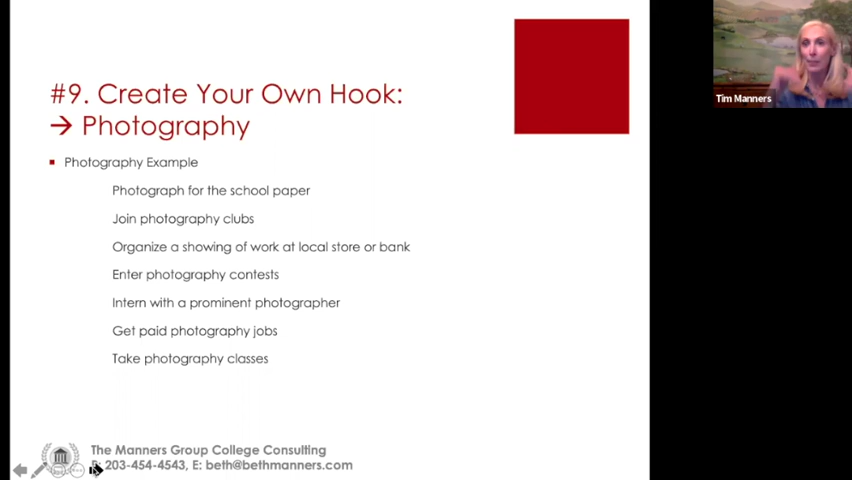 #9. Create Your Own Hook:
→ Photography
Photography Example
Photograph for the school paper
Join photography clubs
Organize a showing of work at local store or bank
Enter photography contests
Intern with a prominent photographer
Get paid photography jobs
Take photography classes
The Manners Group College Consulting
203-454-4543, E: beth@bethmanners.com
Tim Manners